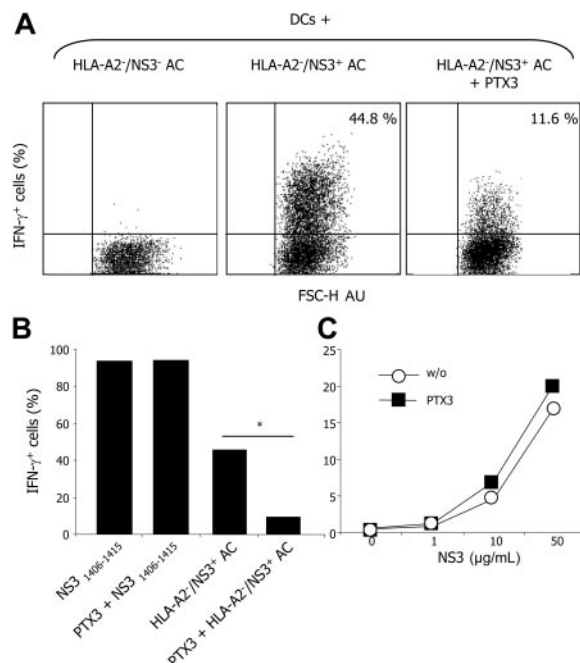 A
DCs +
HLA-A2⁻/NS3⁻ AC
HLA-A2⁻/NS3⁺ AC
HLA-A2⁻/NS3⁺ AC
+ PTX3
44.8 %
11.6 %
IFN-γ⁺ cells (%)
FSC-H AU
B
IFN-γ⁺ cells (%)
100
80
60
40
20
0
NS3 1406-1415
PTX3 + NS3 1406-1415
HLA-A2⁻/NS3⁺ AC
PTX3 + HLA-A2⁻/NS3⁺ AC
*
C
w/o
PTX3
25
20
15
10
5
0
0 1 10 50
NS3 (µg/mL)